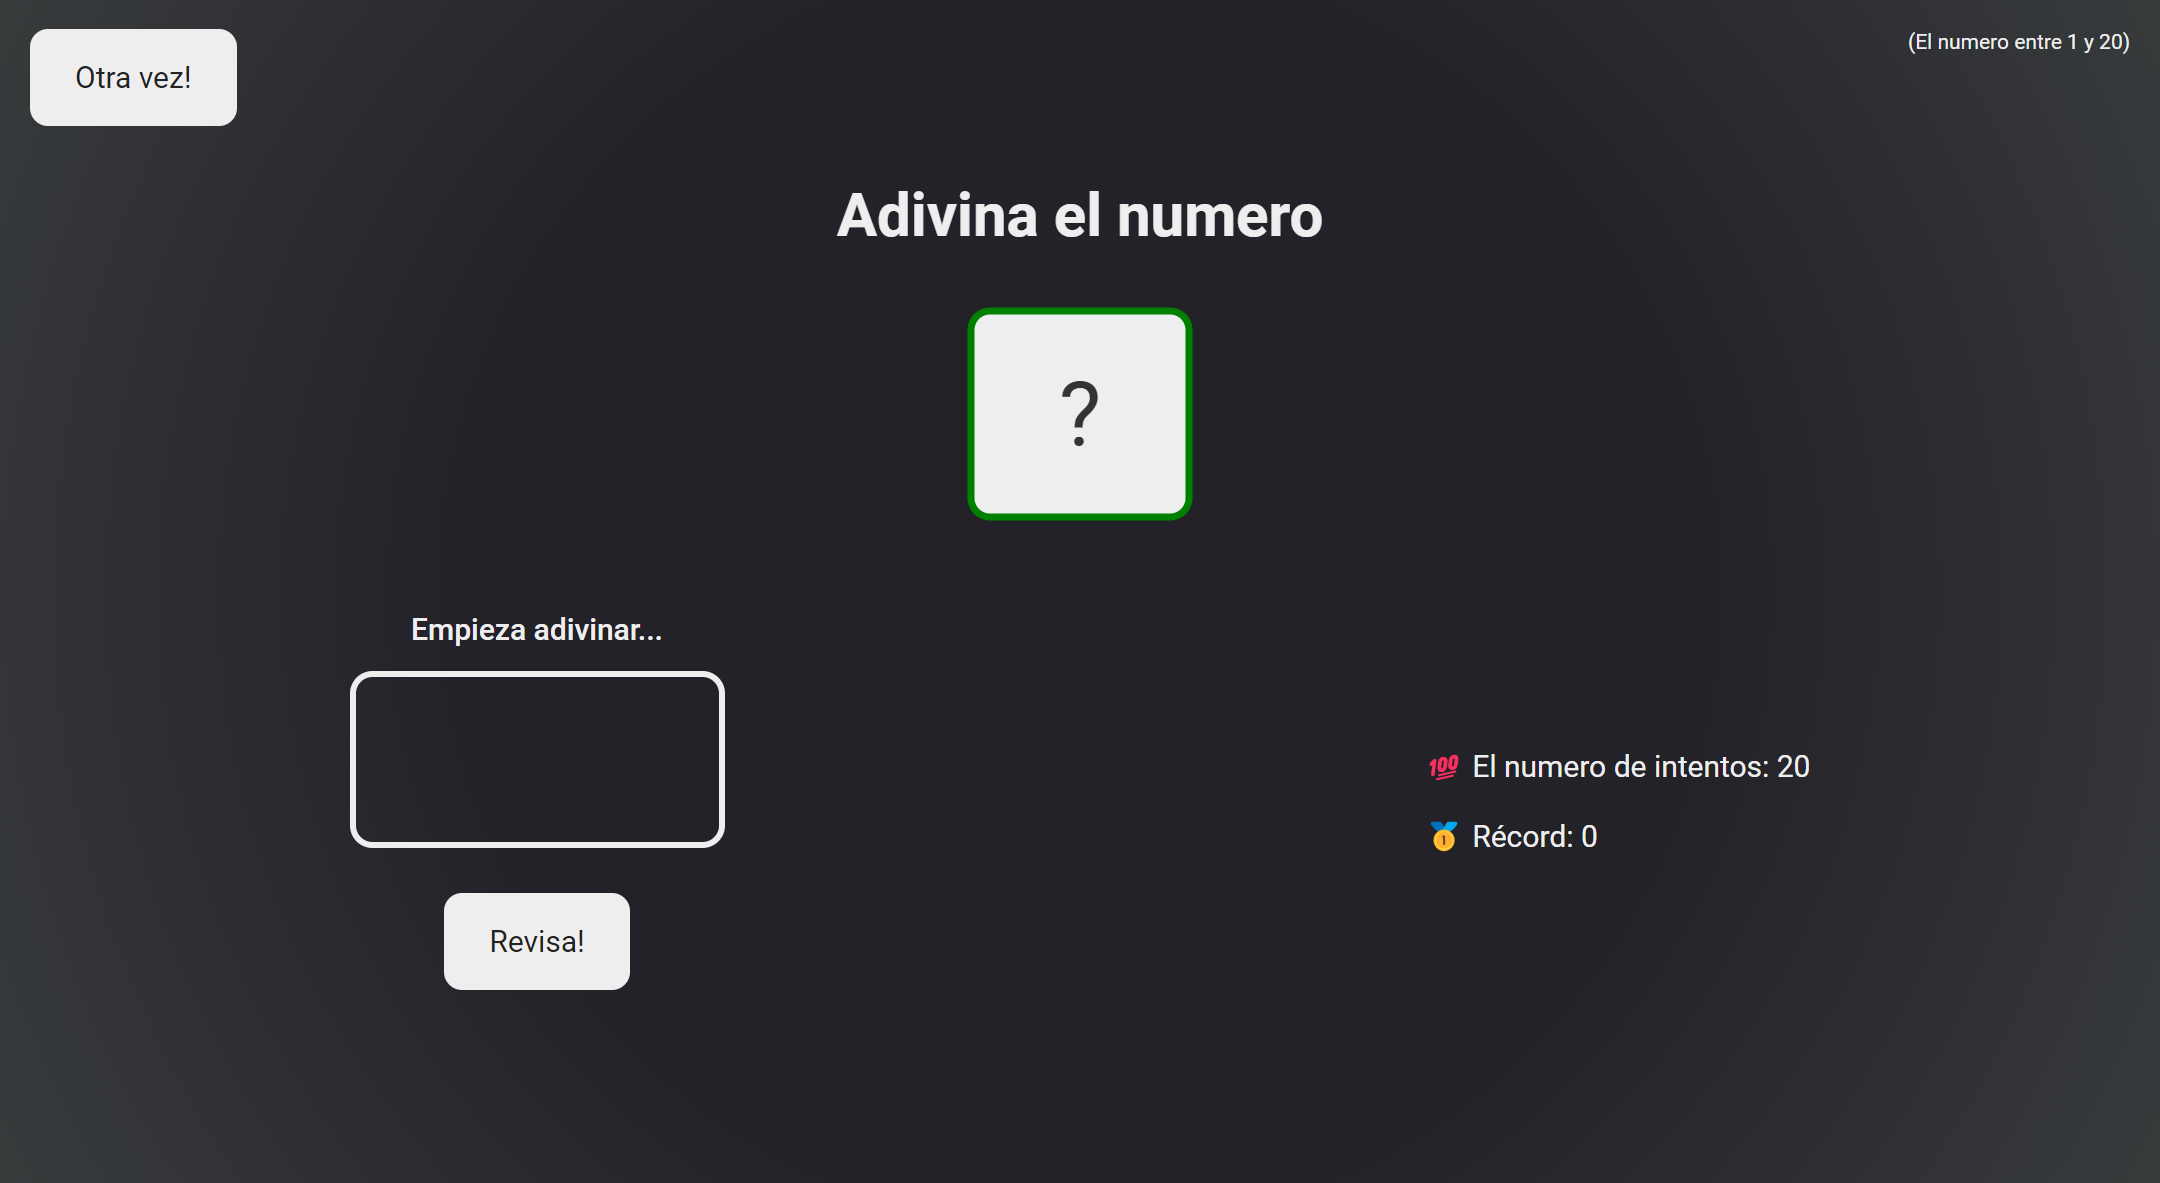 Otra vez!
(El numero entre 1 y 20)
Adivina el numero
?
Empieza adivinar...
💯 El numero de intentos: 20
🥇 Récord: 0
Revisa!